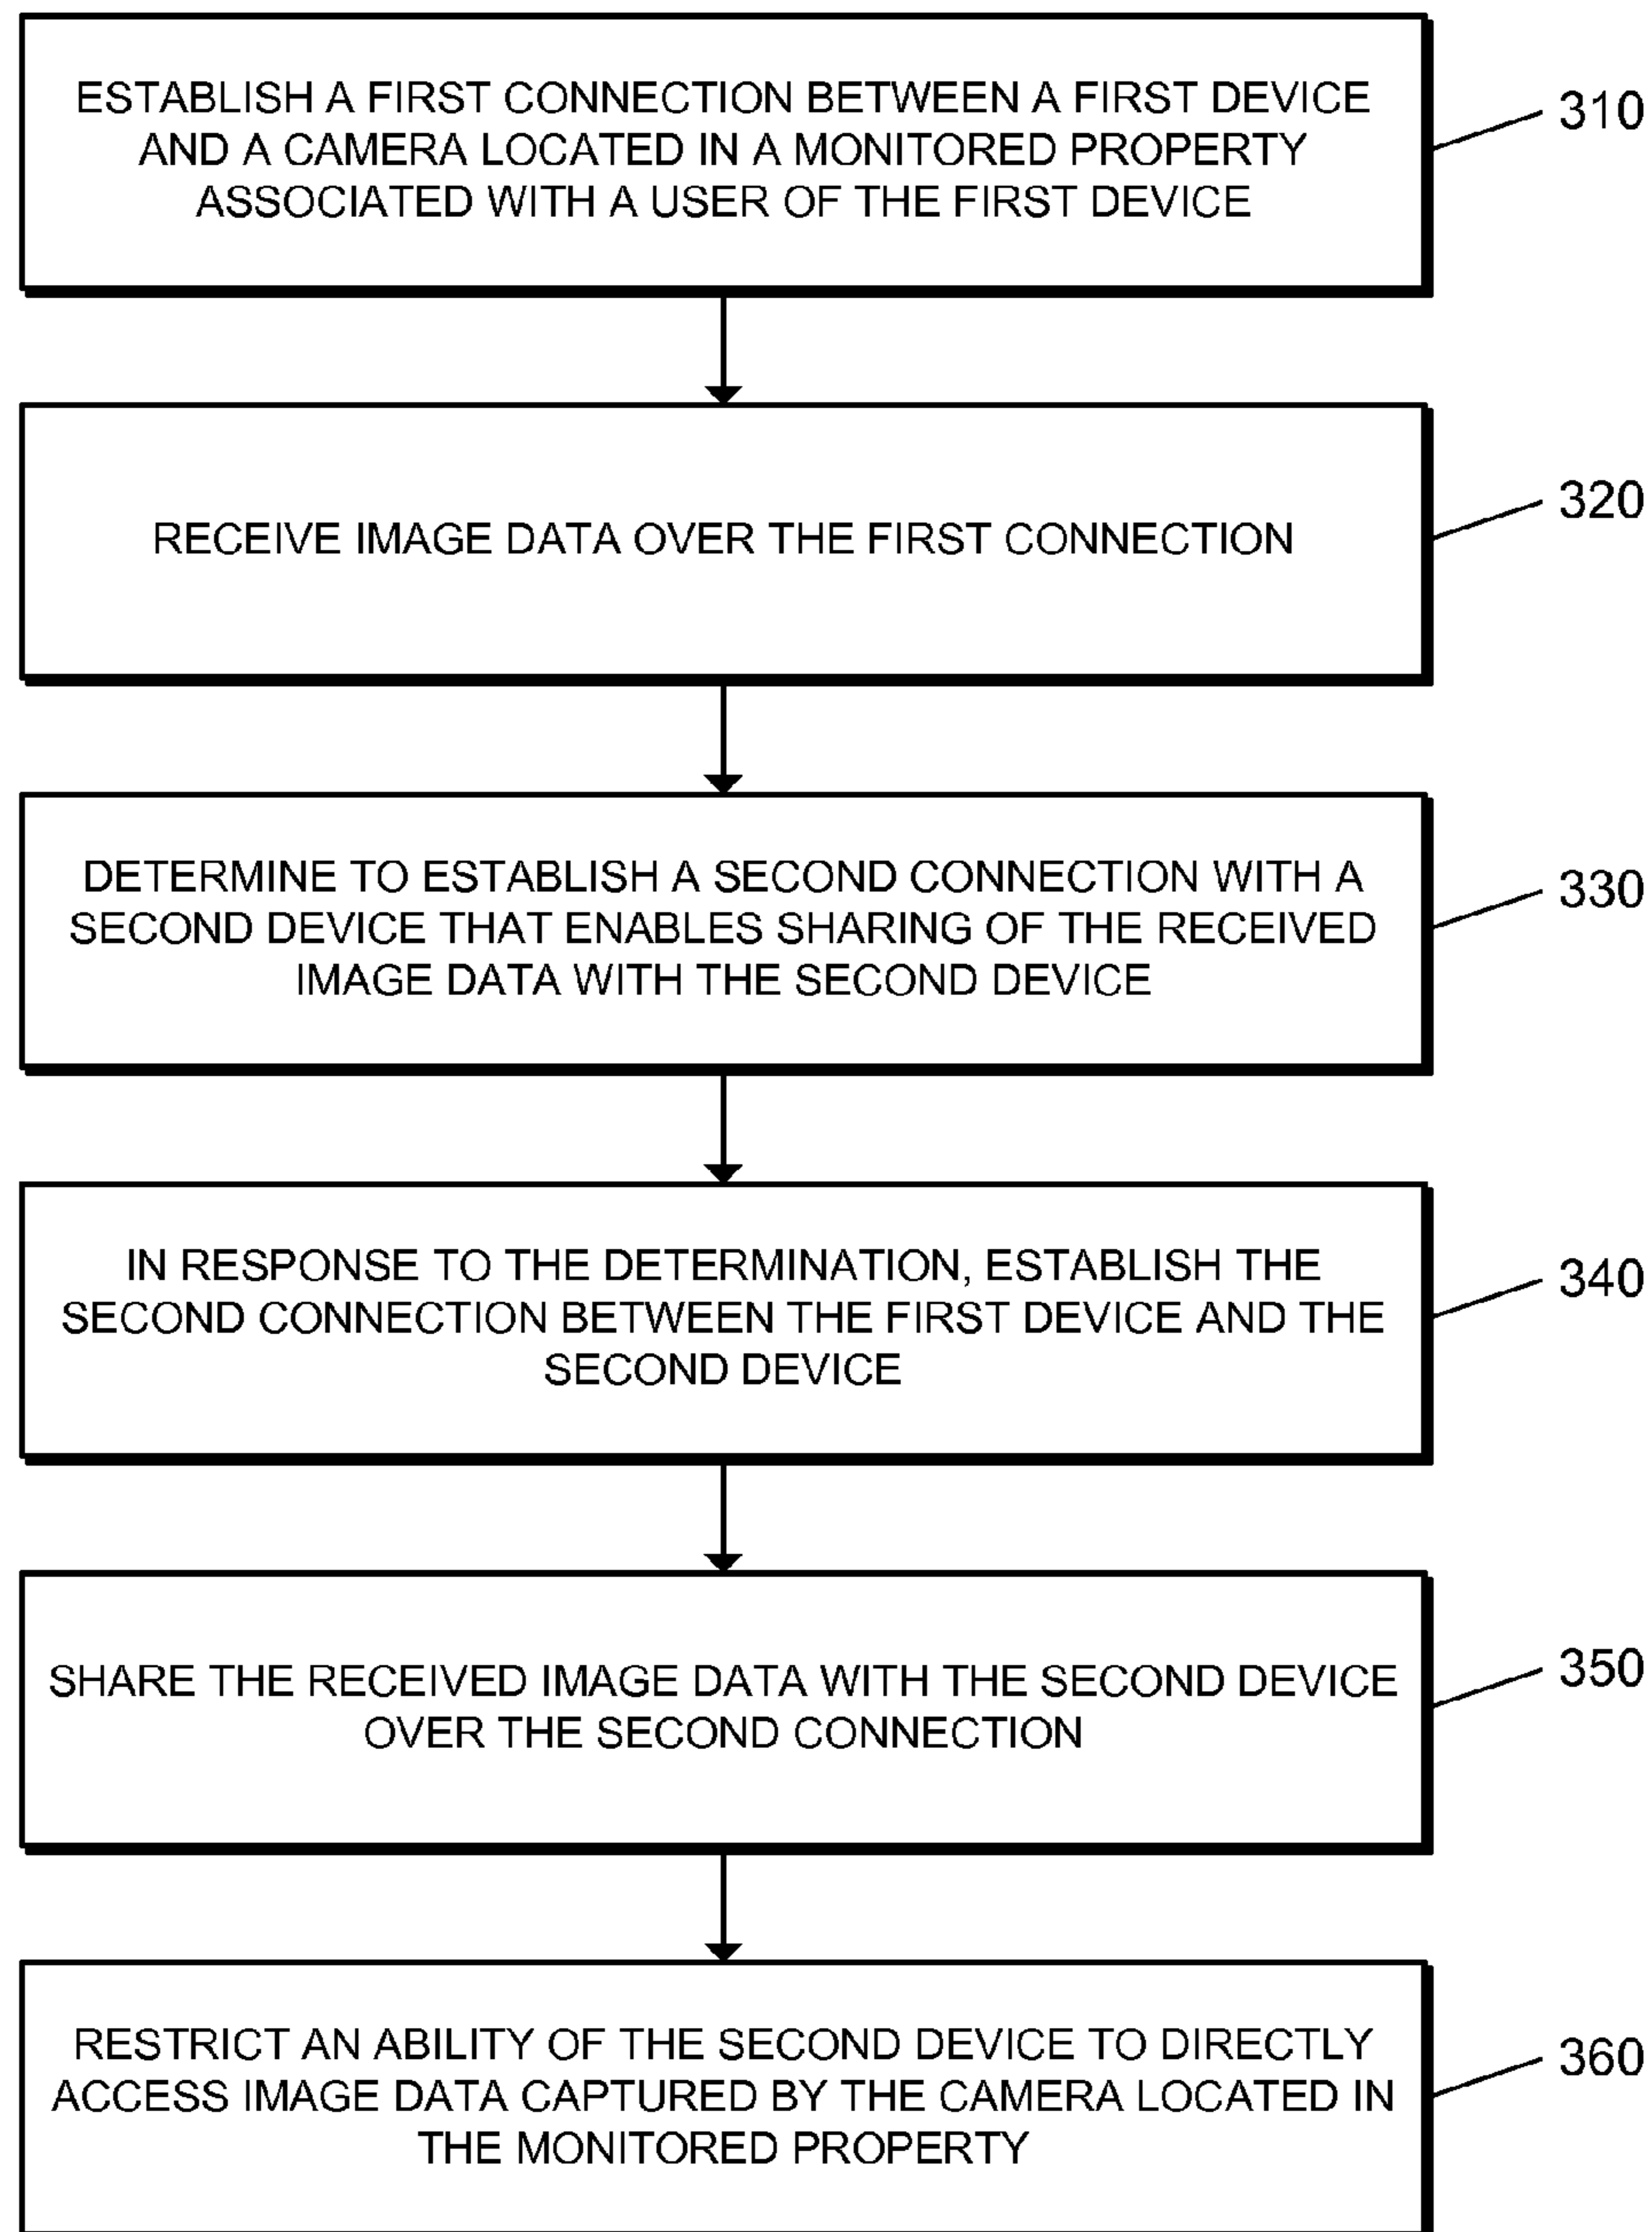 ESTABLISH A FIRST CONNECTION BETWEEN A FIRST DEVICE
AND A CAMERA LOCATED IN A MONITORED PROPERTY
ASSOCIATED WITH A USER OF THE FIRST DEVICE
310
RECEIVE IMAGE DATA OVER THE FIRST CONNECTION
320
DETERMINE TO ESTABLISH A SECOND CONNECTION WITH A
SECOND DEVICE THAT ENABLES SHARING OF THE RECEIVED
IMAGE DATA WITH THE SECOND DEVICE
330
IN RESPONSE TO THE DETERMINATION, ESTABLISH THE
SECOND CONNECTION BETWEEN THE FIRST DEVICE AND THE
SECOND DEVICE
340
SHARE THE RECEIVED IMAGE DATA WITH THE SECOND DEVICE
OVER THE SECOND CONNECTION
350
RESTRICT AN ABILITY OF THE SECOND DEVICE TO DIRECTLY
ACCESS IMAGE DATA CAPTURED BY THE CAMERA LOCATED IN
THE MONITORED PROPERTY
360